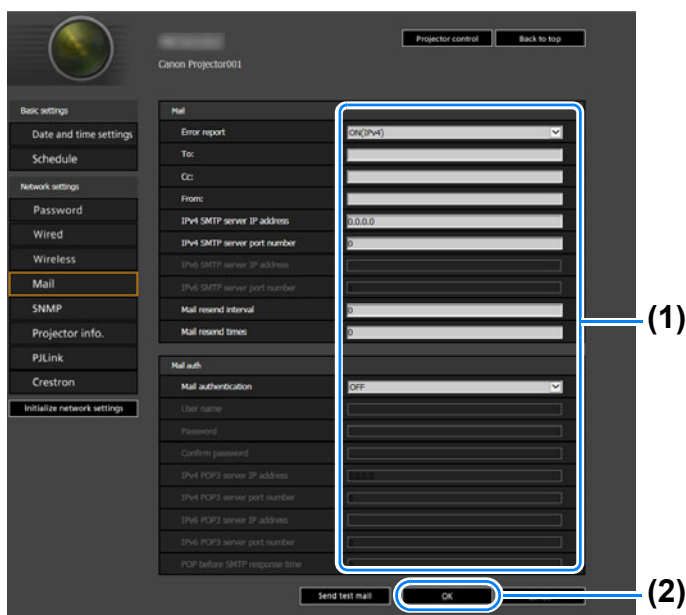 Projector control Back to top
Canon Projector001
Basic settings
Date and time settings
Schedule
Network settings
Password
Wired
Wireless
Mail
SNMP
Projector info.
PJLink
Crestron
Initialize network settings
Mail
Error report ON(IPv4)
To:
Cc:
From:
IPv4 SMTP server IP address 0.0.0.0
IPv4 SMTP server port number 0
IPv6 SMTP server IP address
IPv6 SMTP server port number
Mail resend interval 0
Mail resend times 0
(1)
Mail auth
Mail authentication OFF
User name
Password
Confirm password
IPv4 POP3 server IP address 0.0.0.0
IPv4 POP3 server port number
IPv6 POP3 server IP address
IPv6 POP3 server port number
POP before SMTP response time
Send test mail OK
(2)